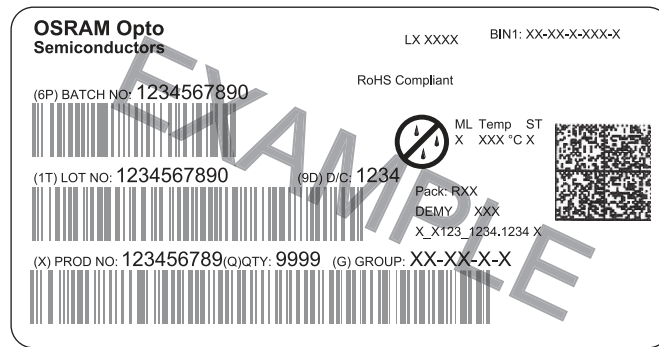 OSRAM Opto
Semiconductors
LX XXXX
BIN1: XX-XX-X-XXX-X
RoHS Compliant
(6P) BATCH NO: 1234567890
ML Temp ST
X XXX °C X
(1T) LOT NO: 1234567890 (9D) D/C: 1234
Pack: RXX
DEMY XXX
X_X123_1234.1234 X
(X) PROD NO: 123456789(Q)QTY: 9999 (G) GROUP: XX-XX-X-X
EXAMPLE